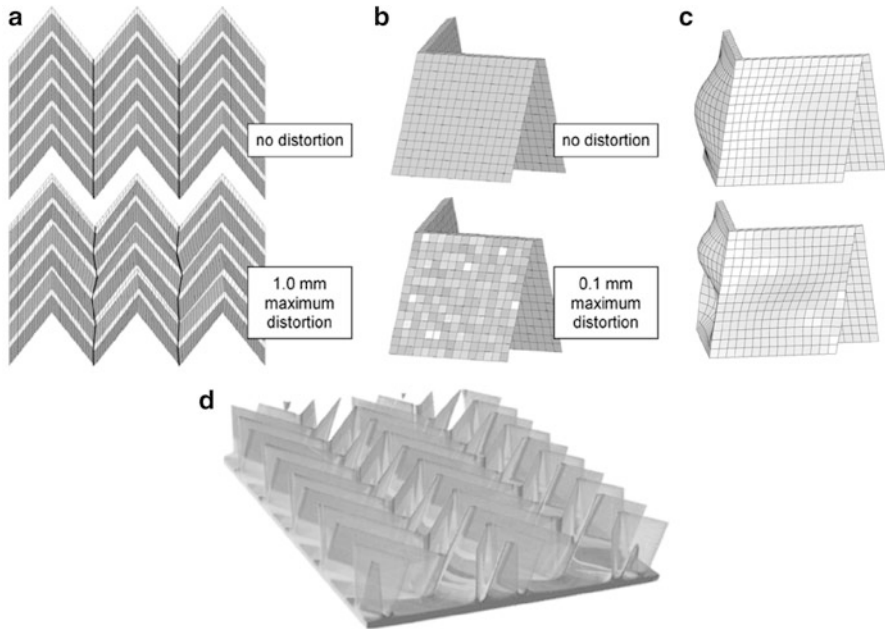 a
b
c
no distortion
no distortion
1.0 mm
maximum
distortion
0.1 mm
maximum
distortion
d